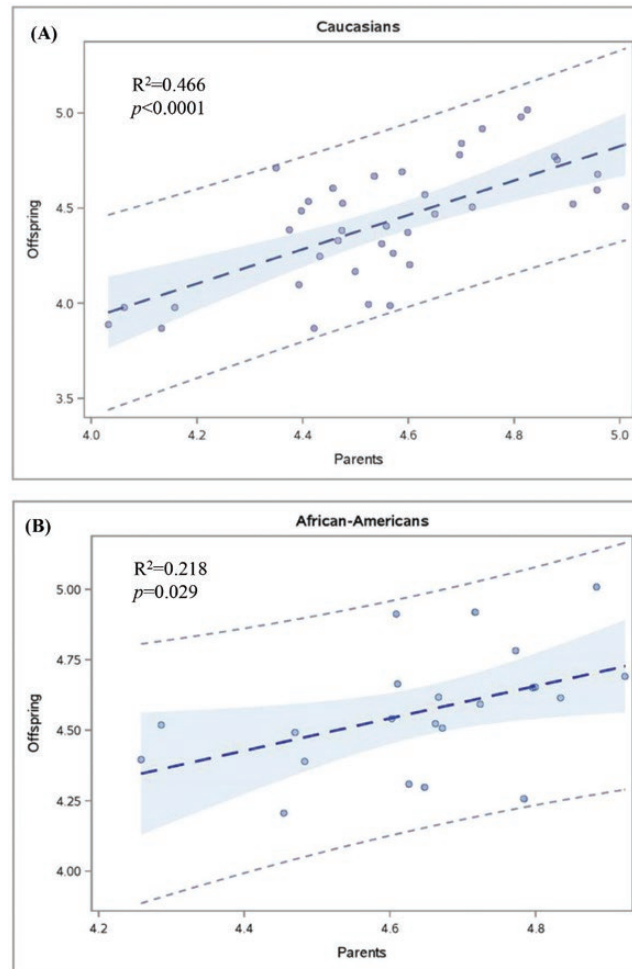 (A)
Caucasians
R²=0.466
p<0.0001
5.0
4.5
4.0
3.5
Offspring
4.0 4.2 4.4 4.6 4.8 5.0
Parents
(B)
African-Americans
R²=0.218
p=0.029
5.00
4.75
4.50
4.25
4.00
Offspring
4.2 4.4 4.6 4.8
Parents